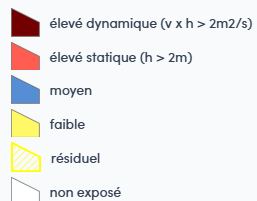 élevé dynamique (v x h > 2m2/s)
élevé statique (h > 2m)
moyen
faible
résiduel
non exposé